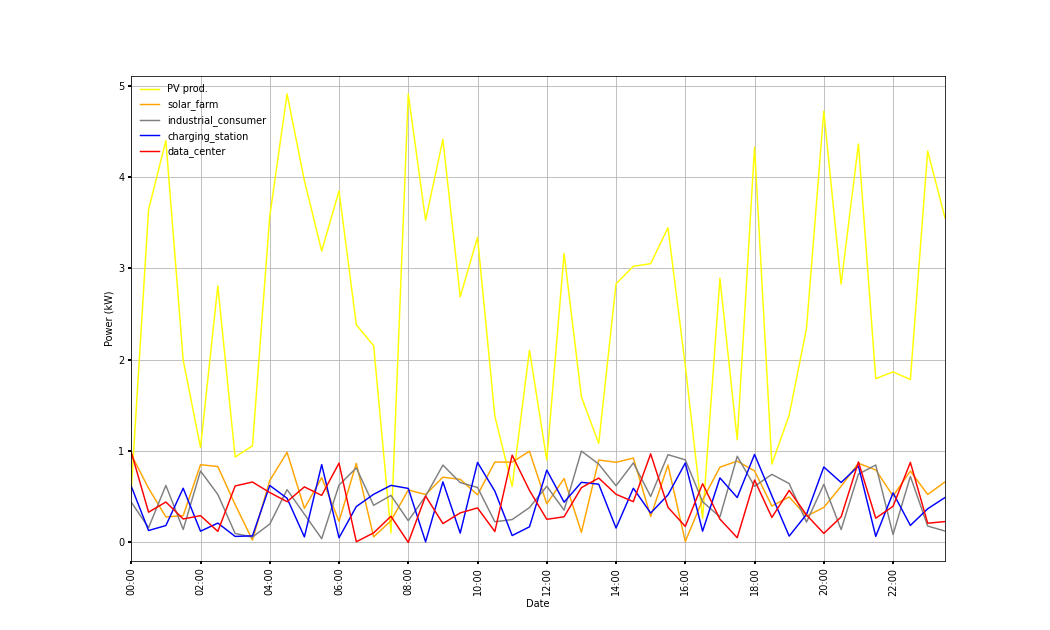 PV prod.
solar_farm
industrial_consumer
charging_station
data_center
Power (kW)
5
4
3
2
1
0
00:00
02:00
04:00
06:00
08:00
10:00
12:00
14:00
16:00
18:00
20:00
22:00
Date